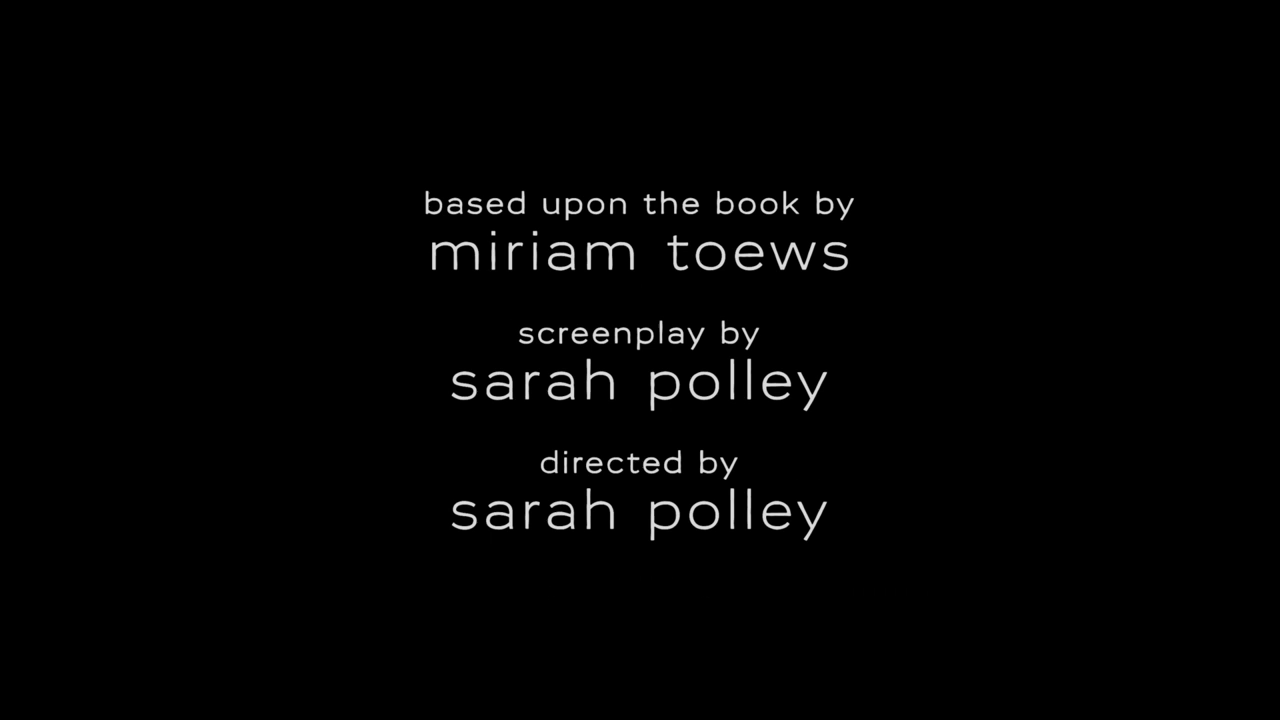 based upon the book by
miriam toews
screenplay by
sarah polley
directed by
sarah polley